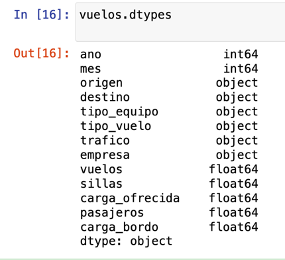 In [16]: vuelos.dtypes
Out[16]: ano int64
mes int64
origen object
destino object
tipo_equipo object
tipo_vuelo object
trafico object
empresa object
vuelos float64
sillas float64
carga_ofrecida float64
pasajeros float64
carga_bordo float64
dtype: object